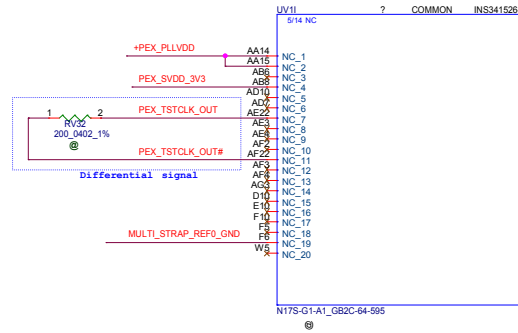 UV1I ? COMMON INS341526
5/14 NC
+PEX_PLLVDD AA14 NC_1
AA15 NC_2
AB6 NC_3
PEX_SVDD_3V3 AB8 NC_4
AD10 NC_5
AD7 NC_6
1 2 PEX_TSTCLK_OUT AE22 NC_7
RV32 AE3 NC_8
200_0402_1% AE4 NC_9
@ AF2 NC_10
PEX_TSTCLK_OUT# AF22 NC_11
AF3 NC_12
Differential signal AF4 NC_13
AG3 NC_14
D10 NC_15
E10 NC_16
F10 NC_17
F5 NC_18
MULTI_STRAP_REF0_GND F6 NC_19
W5 NC_20
N17S-G1-A1_GB2C-64-595
@